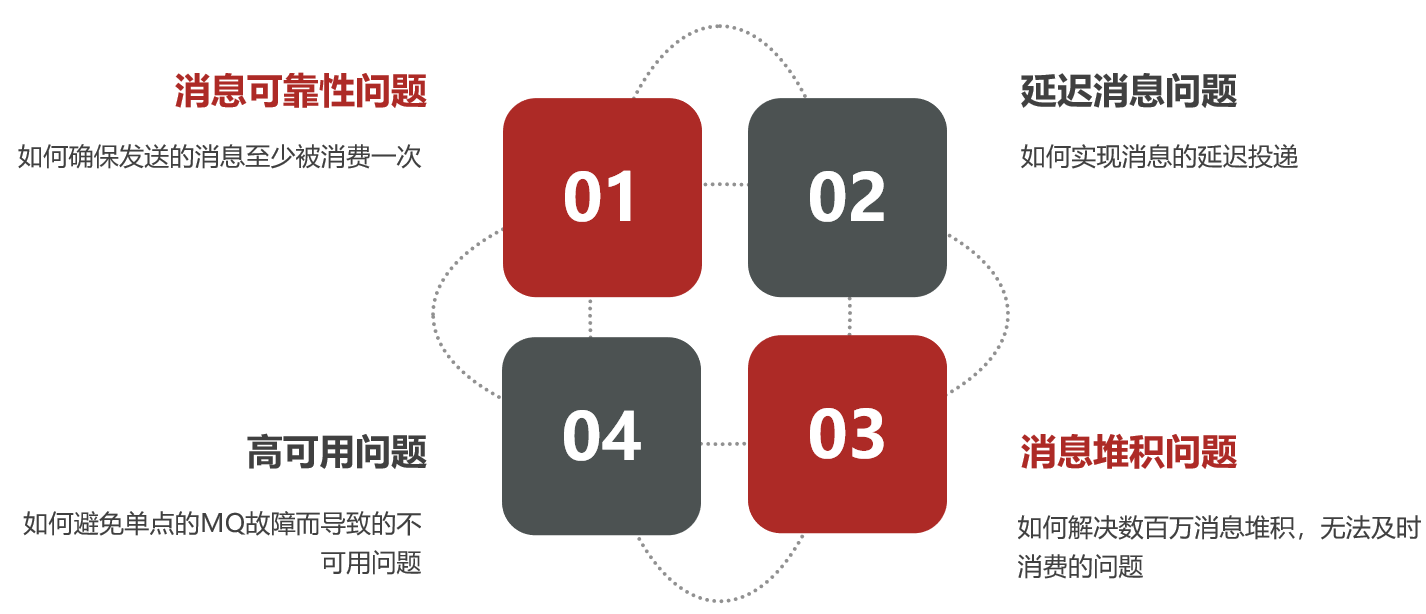 消息可靠性问题
如何确保发送的消息至少被消费一次
01
02
延迟消息问题
如何实现消息的延迟投递
高可用问题
如何避免单点的MQ故障而导致的不
可用问题
04
03
消息堆积问题
如何解决数百万消息堆积，无法及时
消费的问题